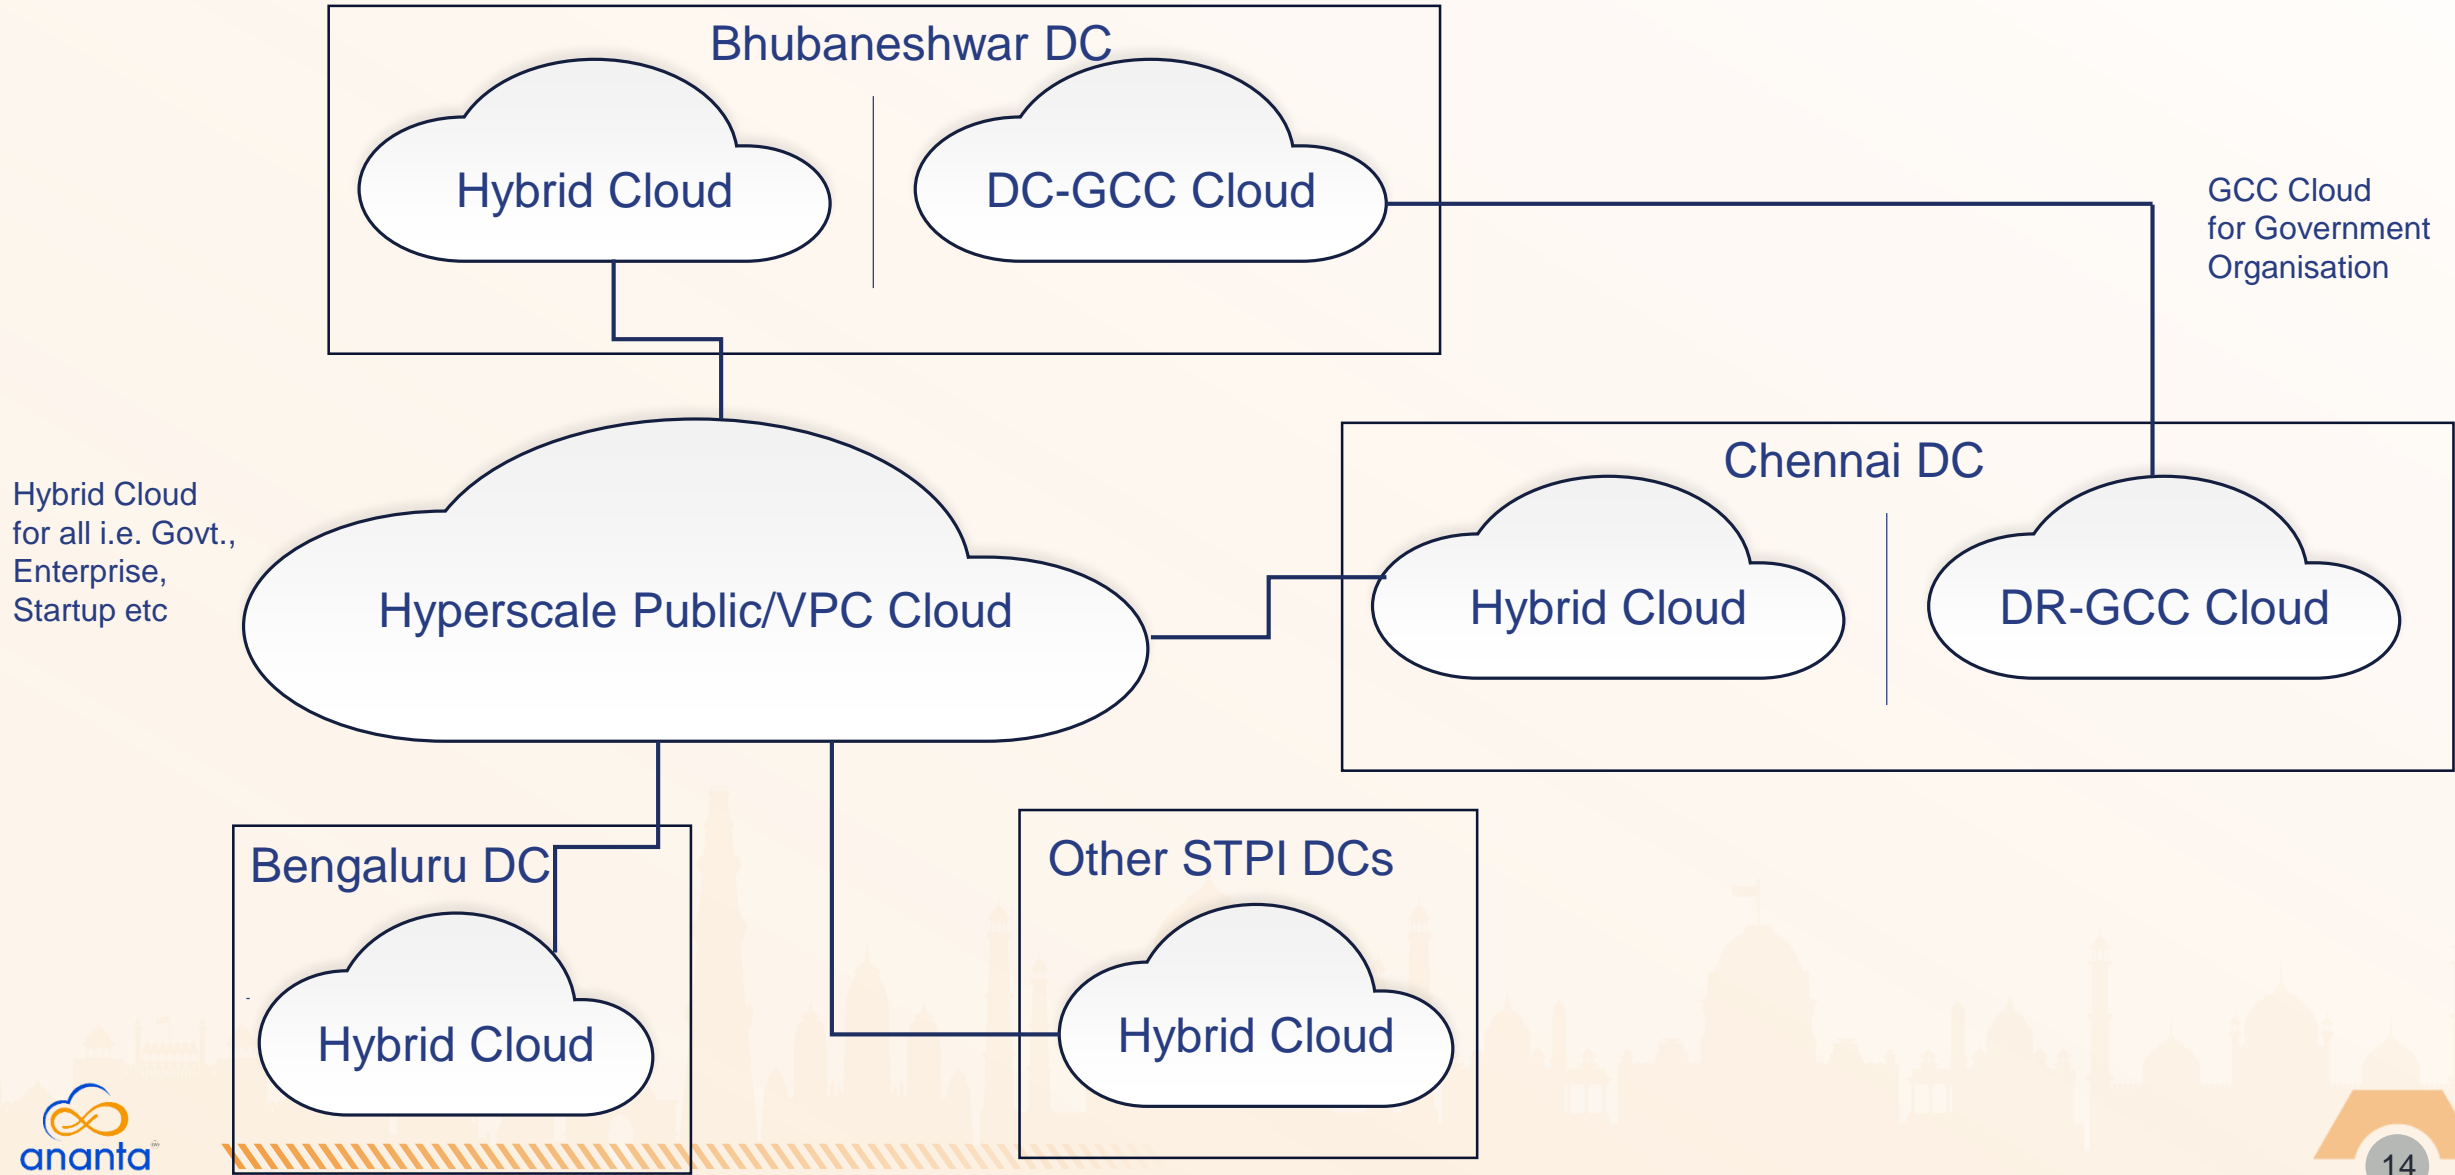 Bhubaneshwar DC
Hybrid Cloud
DC-GCC Cloud
GCC Cloud
for Government
Organisation
Hybrid Cloud
for all i.e. Govt.,
Enterprise,
Startup etc
Hyperscale Public/VPC Cloud
Chennai DC
Hybrid Cloud
DR-GCC Cloud
Bengaluru DC
-
Hybrid Cloud
Other STPI DCs
Hybrid Cloud
ananta
14